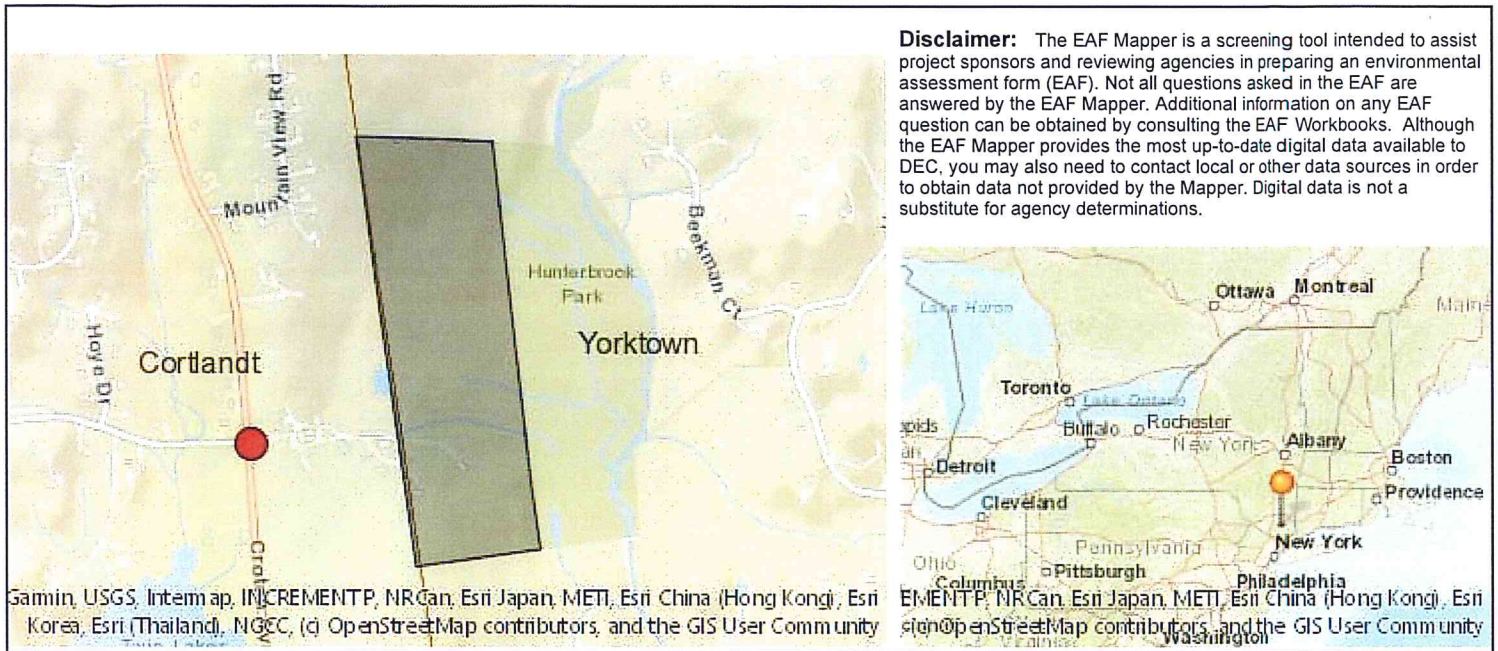 Disclaimer: The EAF Mapper is a screening tool intended to assist
project sponsors and reviewing agencies in preparing an environmental
assessment form (EAF). Not all questions asked in the EAF are
answered by the EAF Mapper. Additional information on any EAF
question can be obtained by consulting the EAF Workbooks. Although
the EAF Mapper provides the most up-to-date digital data available to
DEC, you may also need to contact local or other data sources in order
to obtain data not provided by the Mapper. Digital data is not a
substitute for agency determinations.
Mountain View Rd
Beekman Ct
Hunterbrook
Park
Yorktown
Cortlandt
Hoye Dr
Garmin, USGS, Intermap, INCREMENT P, NRCan, Esri Japan, METI, Esri China (Hong Kong), Esri
Korea, Esri (Thailand), NGCC, (c) OpenStreetMap contributors, and the GIS User Community
Ottawa
Montreal
Lake Huron
Toronto
Lake Ontario
Rochester
Buffalo
New York
Albany
Boston
Detroit
Providence
Cleveland
New York
Pennsylvania
Ohio
Pittsburgh
Columbus
Philadelphia
EMENT P, NRCan, Esri Japan, METI, Esri China (Hong Kong), Esri
OpenStreetMap contributors, and the GIS User Community
Washington